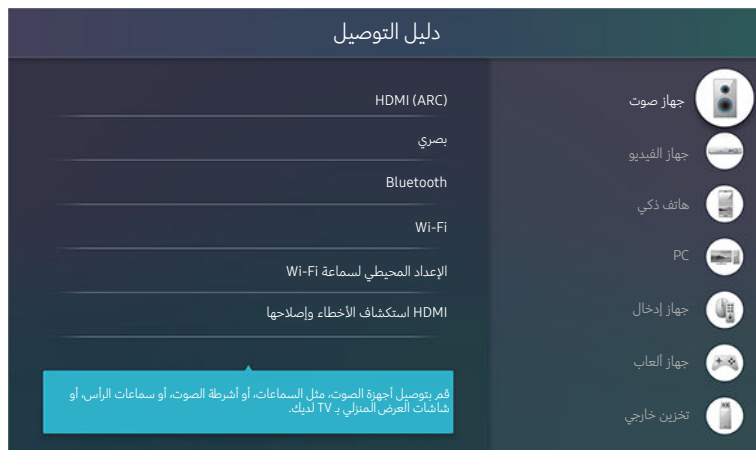 دليل التوصيل
جهاز صوت
جهاز الفيديو
هاتف ذكي
PC
جهاز إدخال
جهاز ألعاب
تخزين خارجي
HDMI (ARC)
بصري
Bluetooth
Wi-Fi
الإعداد المحيطي لسماعة Wi-Fi
HDMI استكشاف الأخطاء وإصلاحها
قم بتوصيل أجهزة الصوت، مثل السماعات، أو أشرطة الصوت، أو سماعات الرأس، أو
شاشات العرض المنزلي بـ TV لديك.